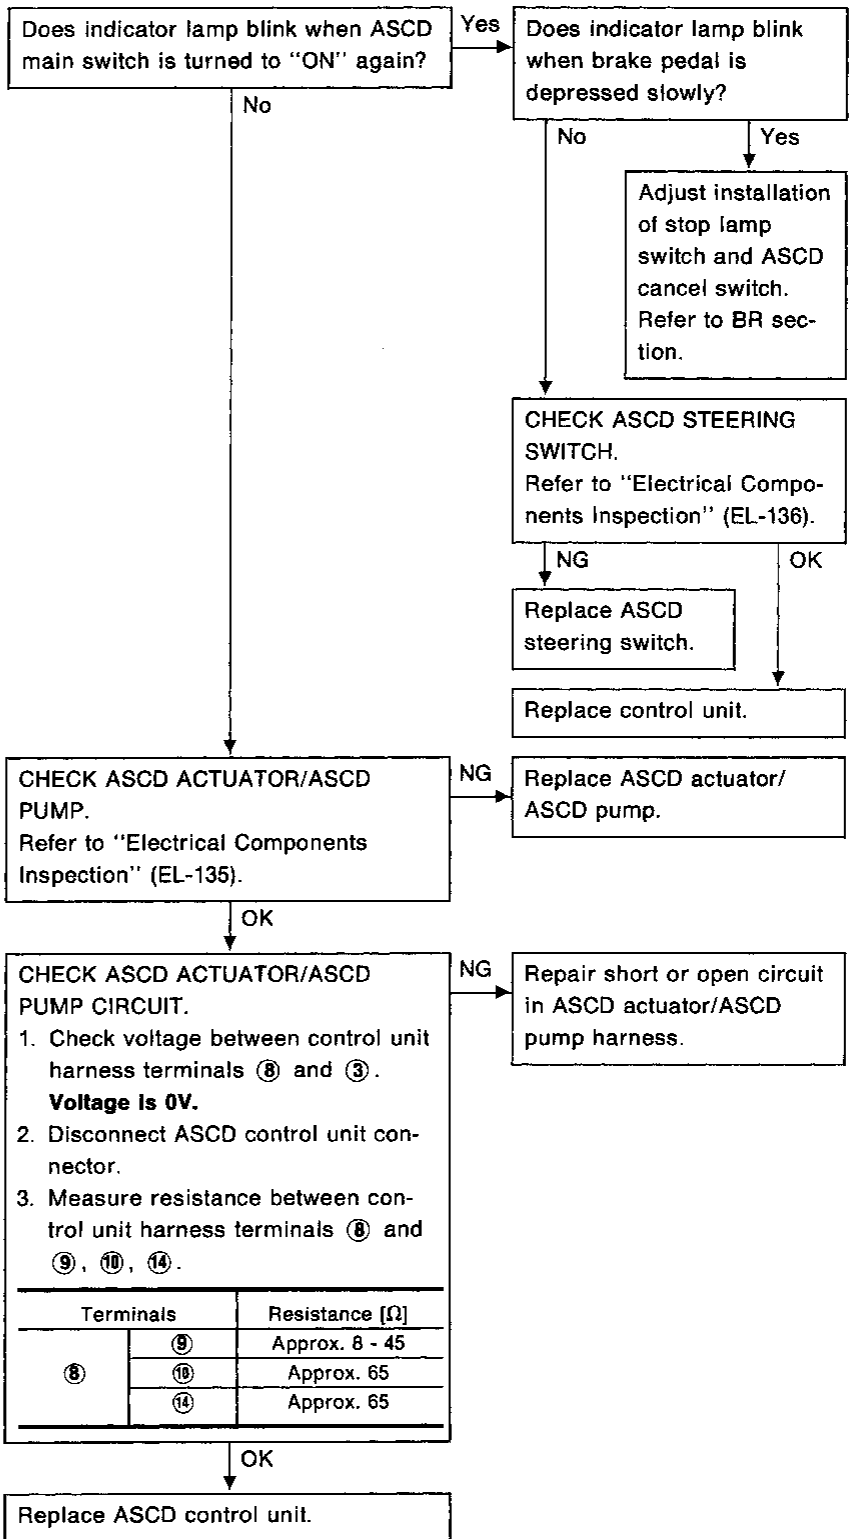 Does indicator lamp blink when ASCD
main switch is turned to “ON” again?
Yes
Does indicator lamp blink
when brake pedal is
depressed slowly?
No
No
Yes
Adjust installation
of stop lamp
switch and ASCD
cancel switch.
Refer to BR sec-
tion.
CHECK ASCD STEERING
SWITCH.
Refer to “Electrical Compo-
nents Inspection” (EL-136).
NG
OK
Replace ASCD
steering switch.
Replace control unit.
CHECK ASCD ACTUATOR/ASCD
PUMP.
Refer to “Electrical Components
Inspection” (EL-135).
NG
Replace ASCD actuator/
ASCD pump.
OK
CHECK ASCD ACTUATOR/ASCD
PUMP CIRCUIT.
1. Check voltage between control unit
harness terminals ⑧ and ③.
Voltage is 0V.
2. Disconnect ASCD control unit con-
nector.
3. Measure resistance between con-
trol unit harness terminals ⑧ and
⑨, ⑩, ⑭.
NG
Repair short or open circuit
in ASCD actuator/ASCD
pump harness.
Terminals Resistance [Ω]
⑨ Approx. 8 - 45
⑧ ⑩ Approx. 65
⑭ Approx. 65
OK
Replace ASCD control unit.